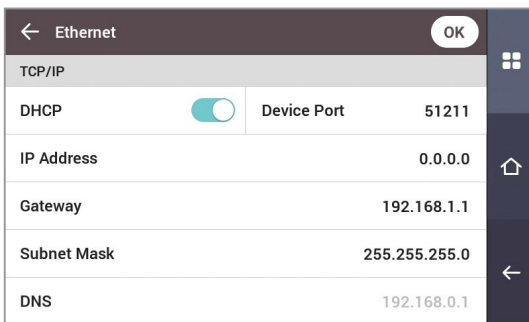 Ethernet OK
TCP/IP
DHCP Device Port 51211
IP Address 0.0.0.0
Gateway 192.168.1.1
Subnet Mask 255.255.255.0
DNS 192.168.0.1